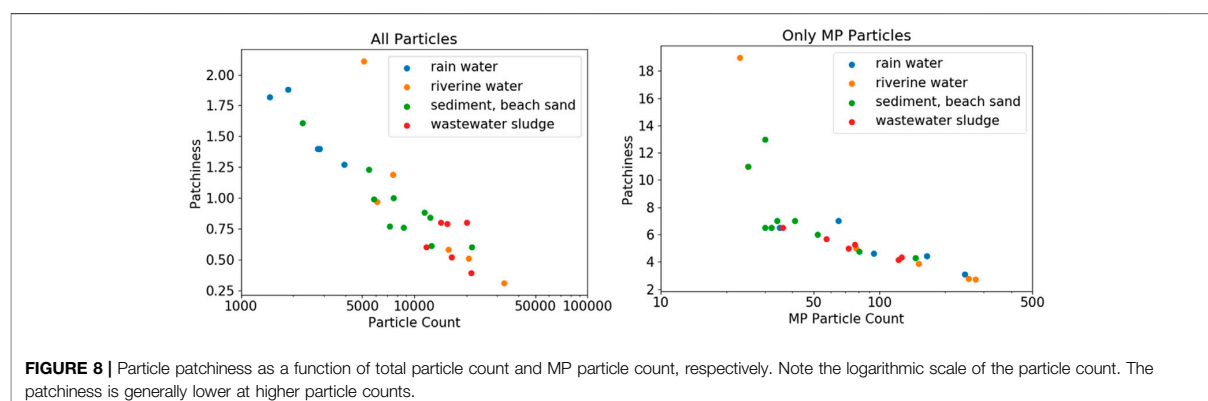 All Particles
rain water
riverine water
sediment, beach sand
wastewater sludge
2.00
1.75
1.50
1.25
1.00
0.75
0.50
0.25
Patchiness
1000
5000
10000
50000
100000
Particle Count
Only MP Particles
rain water
riverine water
sediment, beach sand
wastewater sludge
18
16
14
12
10
8
6
4
2
Patchiness
10
50
100
500
MP Particle Count
FIGURE 8 | Particle patchiness as a function of total particle count and MP particle count, respectively. Note the logarithmic scale of the particle count. The
patchiness is generally lower at higher particle counts.